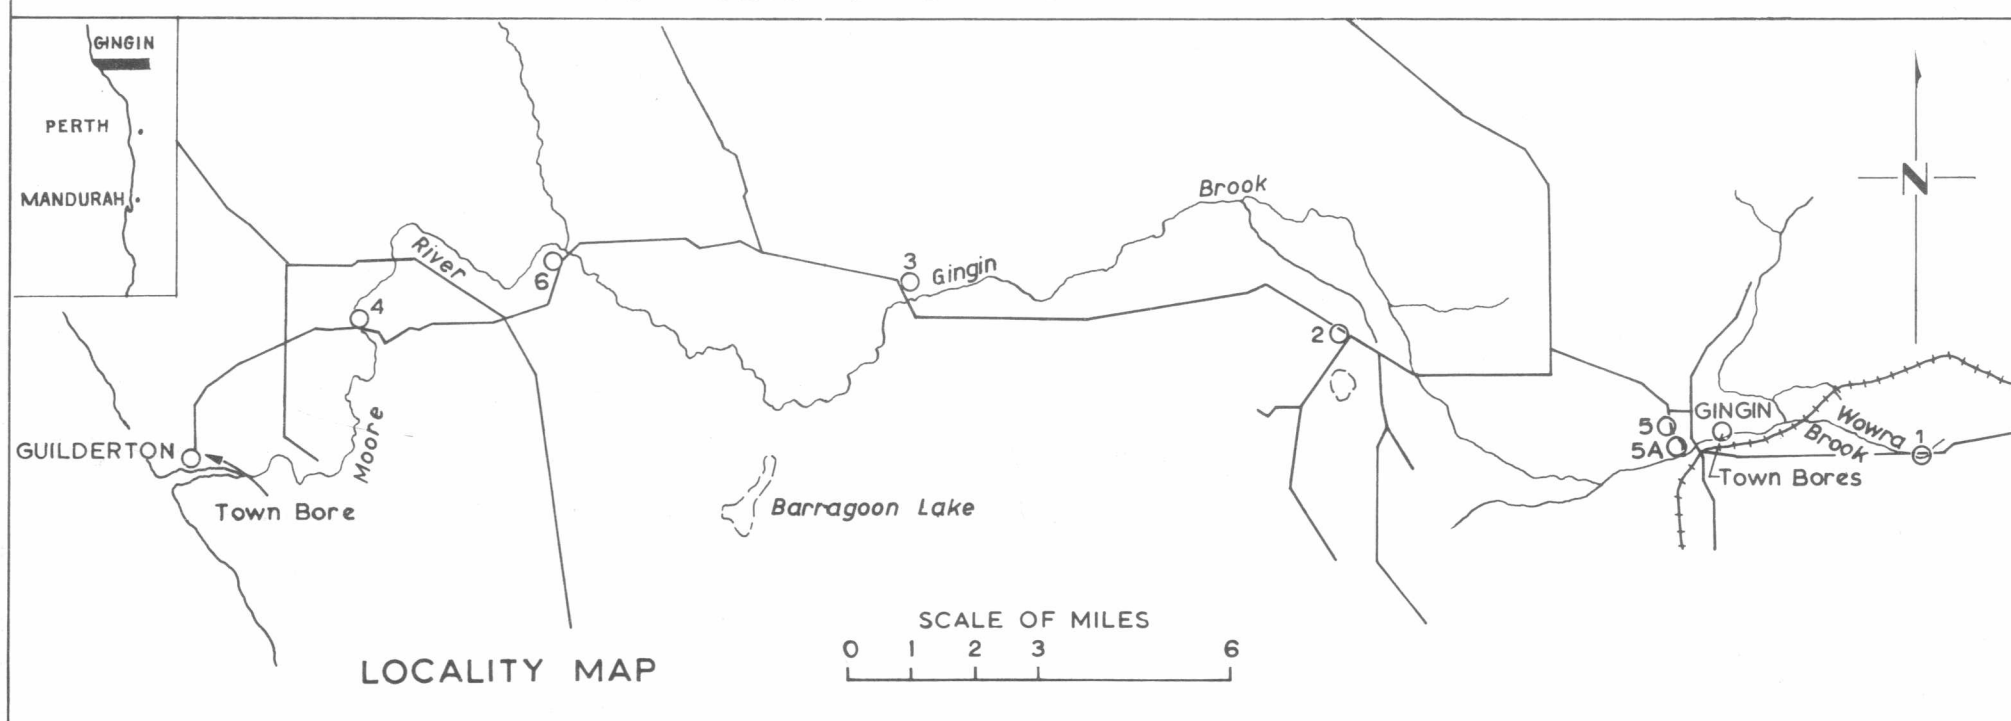 GINGIN
PERTH
MANDURAH
Brook
N
River
6
3
Gingin
4
2
GINGIN
5
5A
Wowra
Brook
1
GUILDERTON
Moore
Town Bores
Town Bore
Barragoon Lake
SCALE OF MILES
0 1 2 3 6
LOCALITY MAP